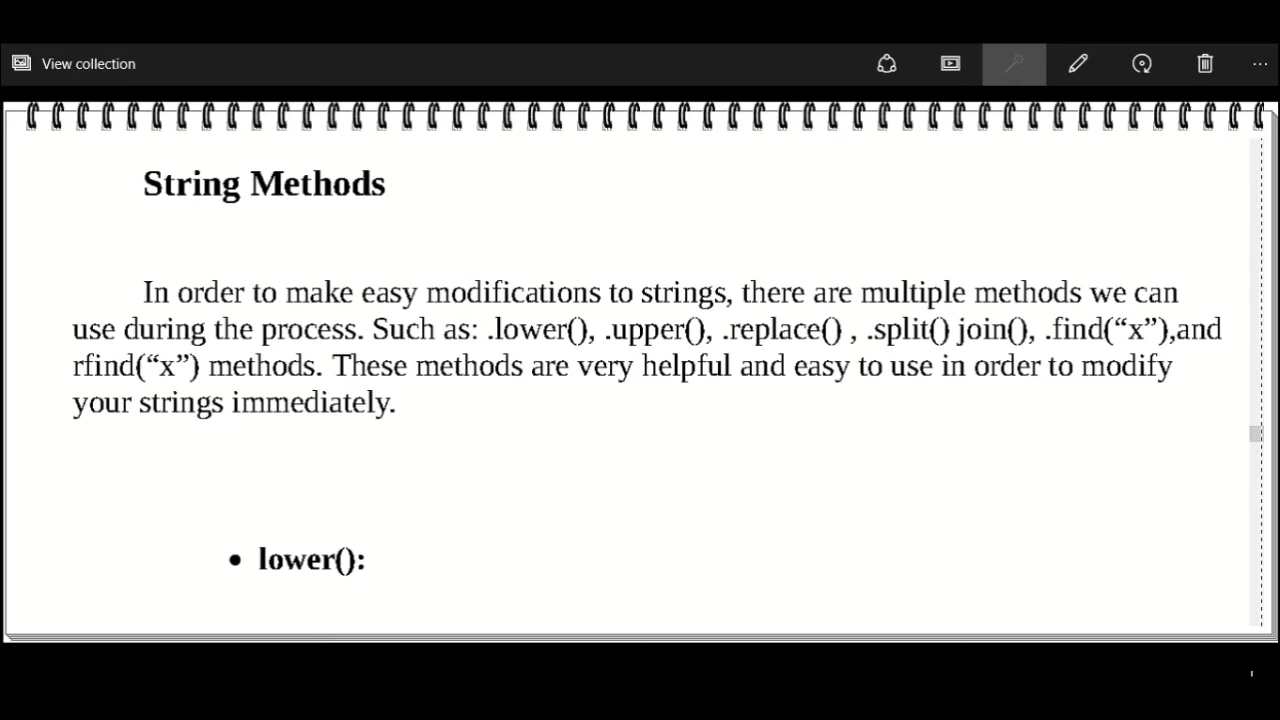 View collection
String Methods
In order to make easy modifications to strings, there are multiple methods we can
use during the process. Such as: .lower(), .upper(), .replace() , .split() join(), .find(“x”),and
rfind(“x”) methods. These methods are very helpful and easy to use in order to modify
your strings immediately.
• lower():